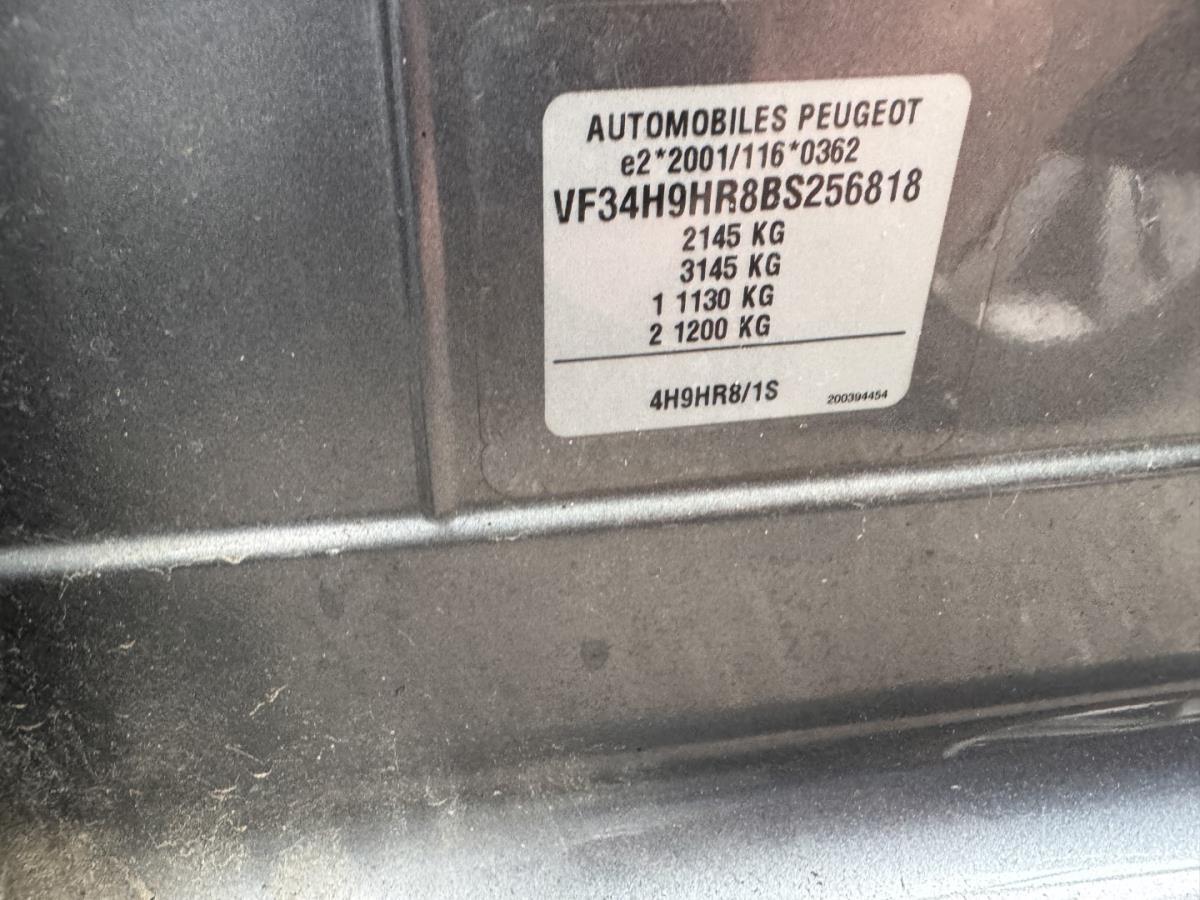 AUTOMOBILES PEUGEOT
e2*2001/116*0362
VF34H9HR8BS256818
2145 KG
3145 KG
1 1130 KG
2 1200 KG
4H9HR8/1S
200394454